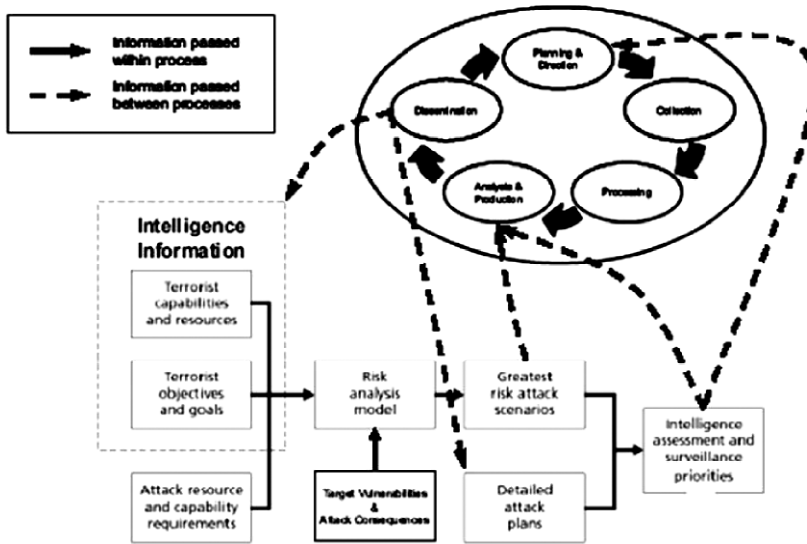 Information passed
within process
Information passed
between processes
Planning &
Direction
Dissemination
Collection
Analysis &
Production
Processing
Intelligence
Information
Terrorist
capabilities
and resources
Terrorist
objectives
and goals
Risk
analysis
model
Greatest
risk attack
scenarios
Intelligence
assessment and
surveillance
priorities
Attack resource
and capability
requirements
Target Vulnerabilities
&
Attack Consequences
Detailed
attack
plans